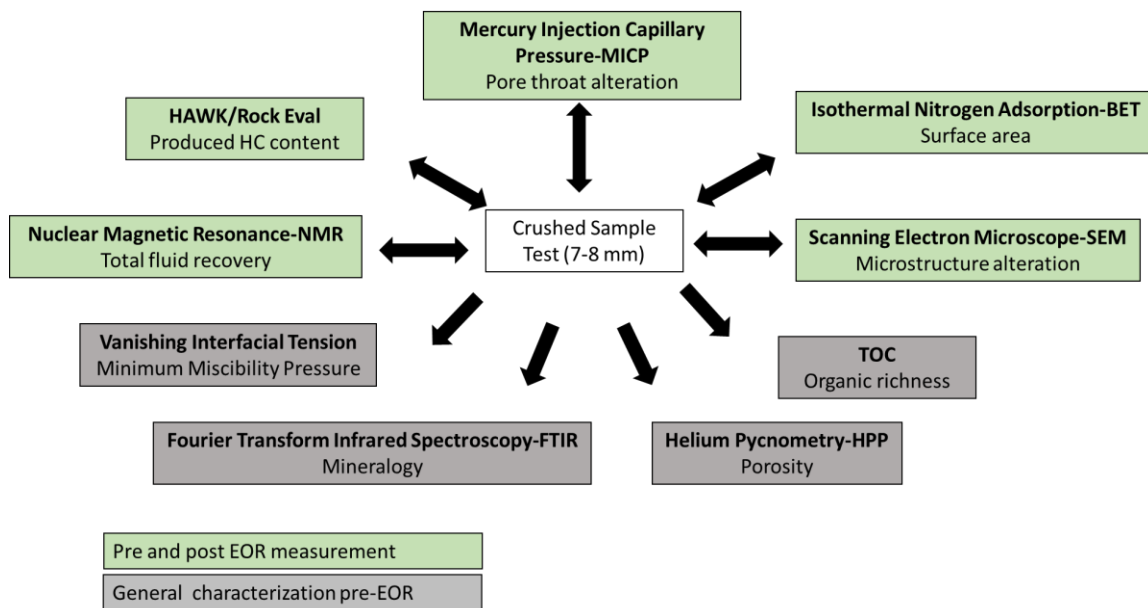 Mercury Injection Capillary
Pressure-MICP
Pore throat alteration
HAWK/Rock Eval
Produced HC content
Isothermal Nitrogen Adsorption-BET
Surface area
Nuclear Magnetic Resonance-NMR
Total fluid recovery
Crushed Sample
Test (7-8 mm)
Scanning Electron Microscope-SEM
Microstructure alteration
Vanishing Interfacial Tension
Minimum Miscibility Pressure
TOC
Organic richness
Fourier Transform Infrared Spectroscopy-FTIR
Mineralogy
Helium Pycnometry-HPP
Porosity
Pre and post EOR measurement
General characterization pre-EOR